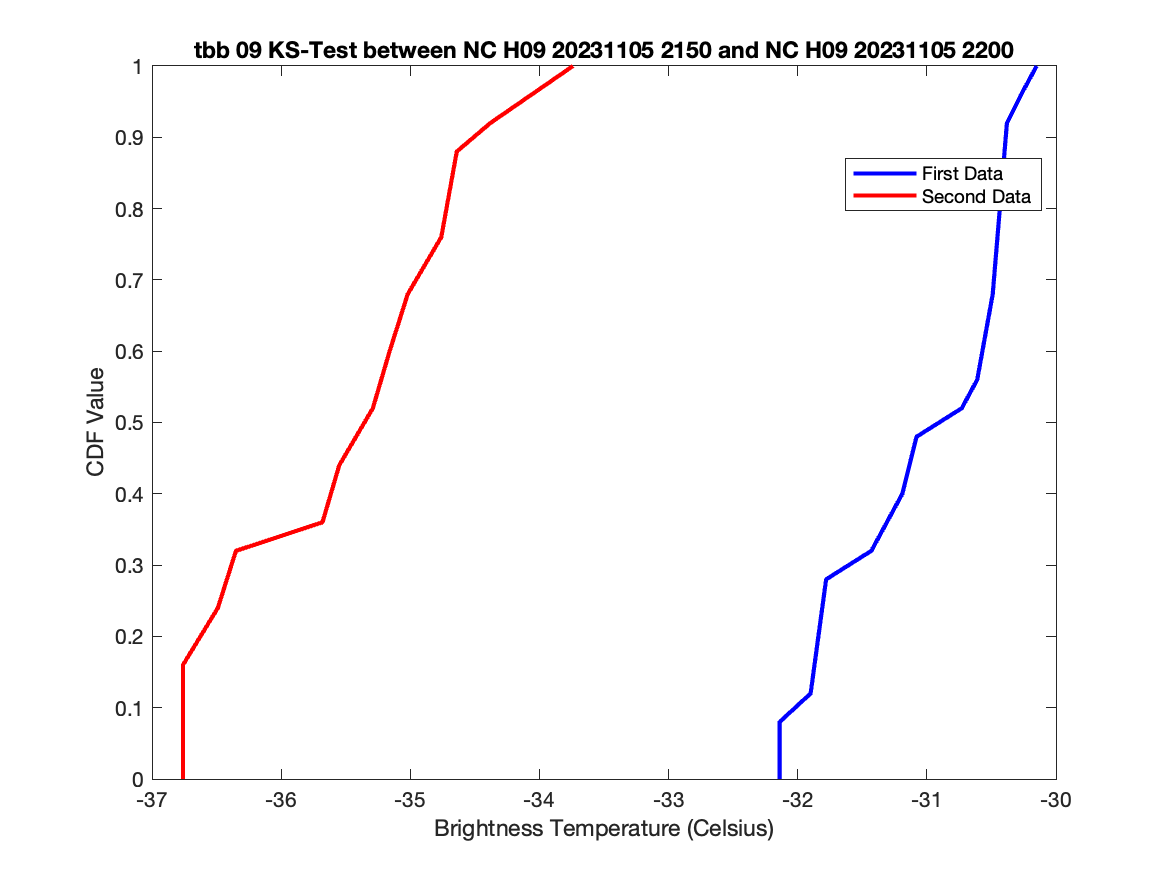 tbb 09 KS-Test between NC H09 20231105 2150 and NC H09 20231105 2200
1
0.9
0.8
0.7
0.6
0.5
0.4
0.3
0.2
0.1
0
CDF Value
First Data
Second Data
-37 -36 -35 -34 -33 -32 -31 -30
Brightness Temperature (Celsius)